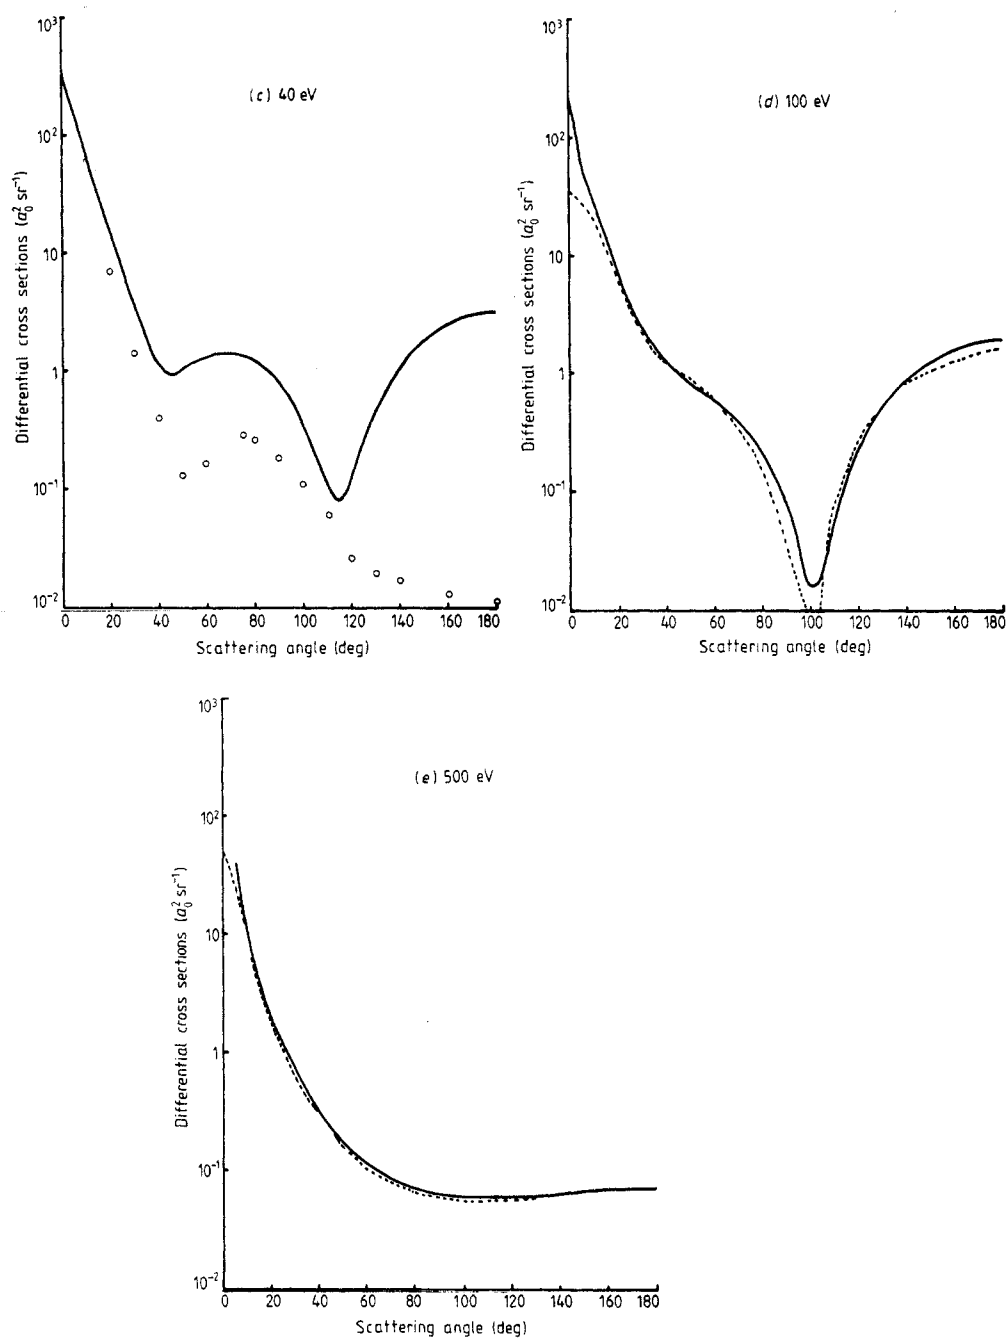 (c) 40 eV
10³
10²
10
1
10⁻¹
10⁻²
Differential cross sections (a₀² sr⁻¹)
0 20 40 60 80 100 120 140 160 180
Scattering angle (deg)
(d) 100 eV
10³
10²
10
1
10⁻¹
10⁻²
Differential cross sections (a₀² sr⁻¹)
0 20 40 60 80 100 120 140 160 180
Scattering angle (deg)
(e) 500 eV
10³
10²
10
1
10⁻¹
10⁻²
Differential cross sections (a₀² sr⁻¹)
0 20 40 60 80 100 120 140 160 180
Scattering angle (deg)